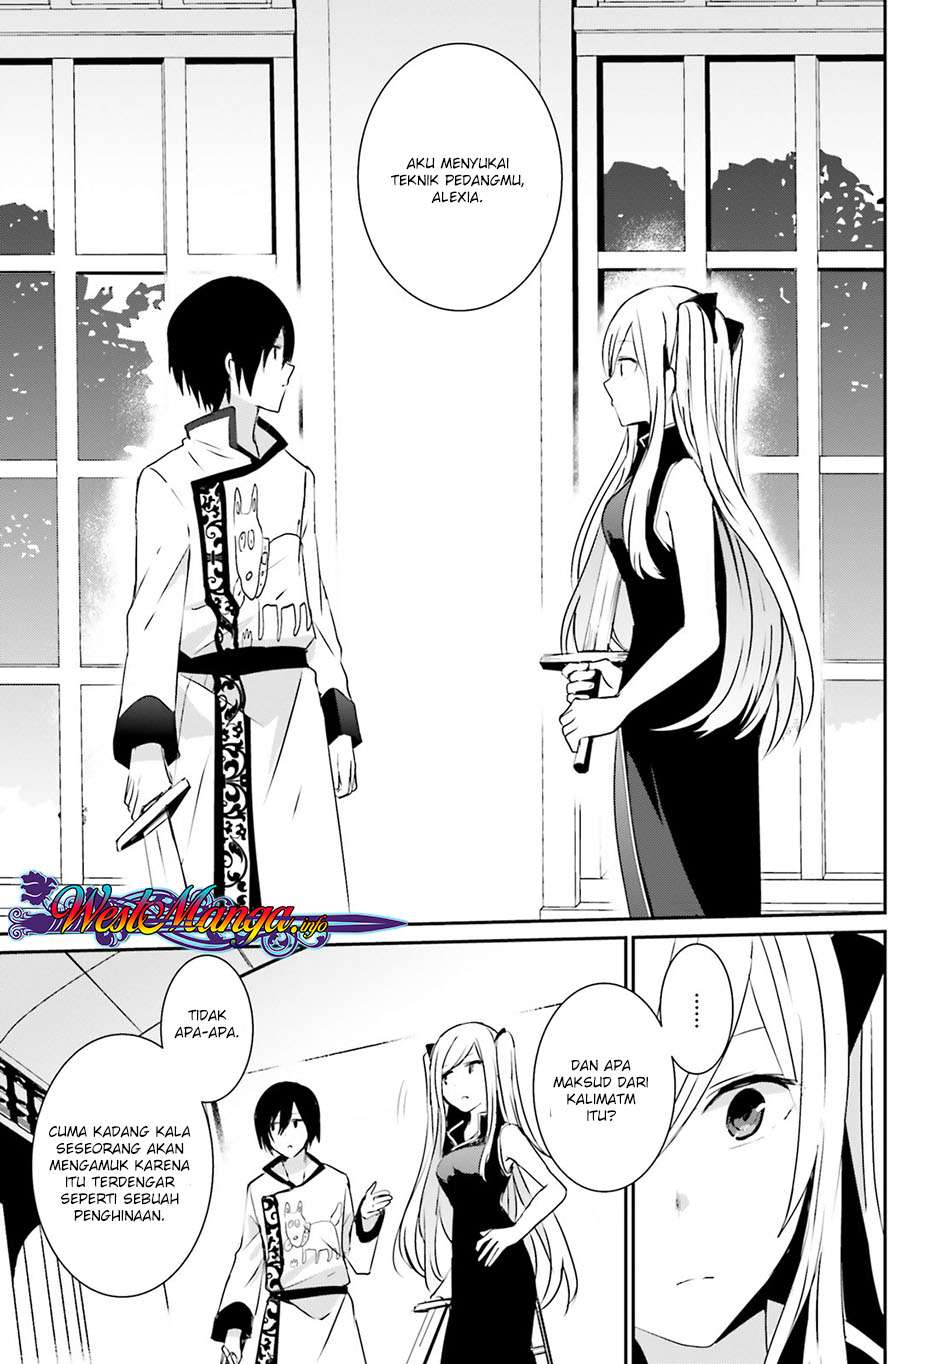 AKU MENYUKAI
TEKNIK PEDANGMU,
ALEXIA.
WestManga.info
........
DAN APA
MAKSUD DARI
KALIMATM
ITU?
TIDAK
APA-APA.
CUMA KADANG KALA
SESEORANG AKAN
MENGAMUK KARENA
ITU TERDENGAR
SEPERTI SEBUAH
PENGHINAAN.